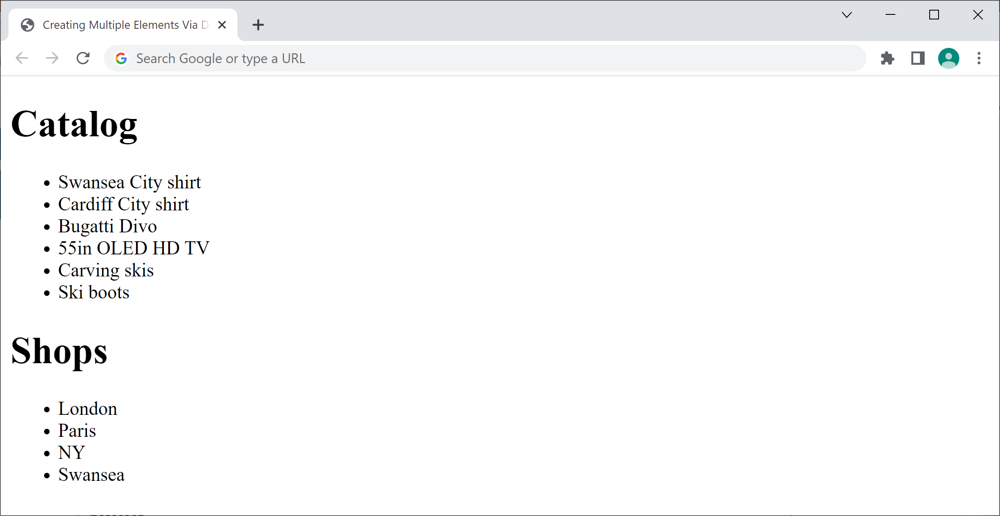 Creating Multiple Elements Via D
Search Google or type a URL
Catalog
Swansea City shirt
Cardiff City shirt
Bugatti Divo
55in OLED HD TV
Carving skis
Ski boots
Shops
London
Paris
NY
Swansea